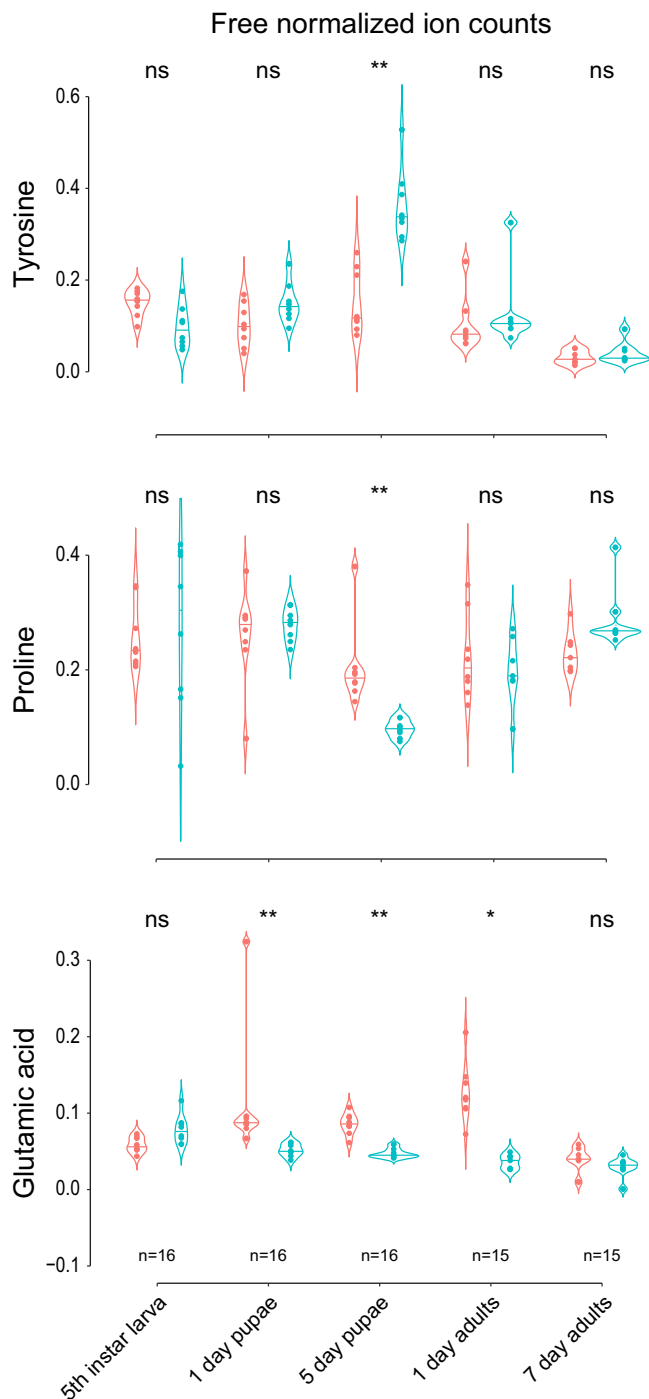 Free normalized ion counts
ns ns ** ns ns
0.6
0.4
0.2
0.0
Tyrosine
ns ns ** ns ns
0.4
0.2
0.0
Proline
ns ** ** * ns
0.3
0.2
0.1
0.0
−0.1
Glutamic acid
n=16 n=16 n=16 n=15 n=15
5th instar larva
1 day pupae
5 day pupae
1 day adults
7 day adults